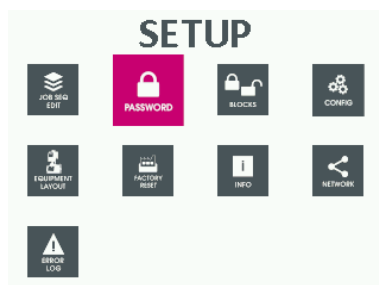 SETUP
JOB SEQ
EDIT
PASSWORD
BLOCKS
CONFIG
EQUIPMENT
LAYOUT
FACTORY
RESET
i
INFO
NETWORK
ERROR
LOG